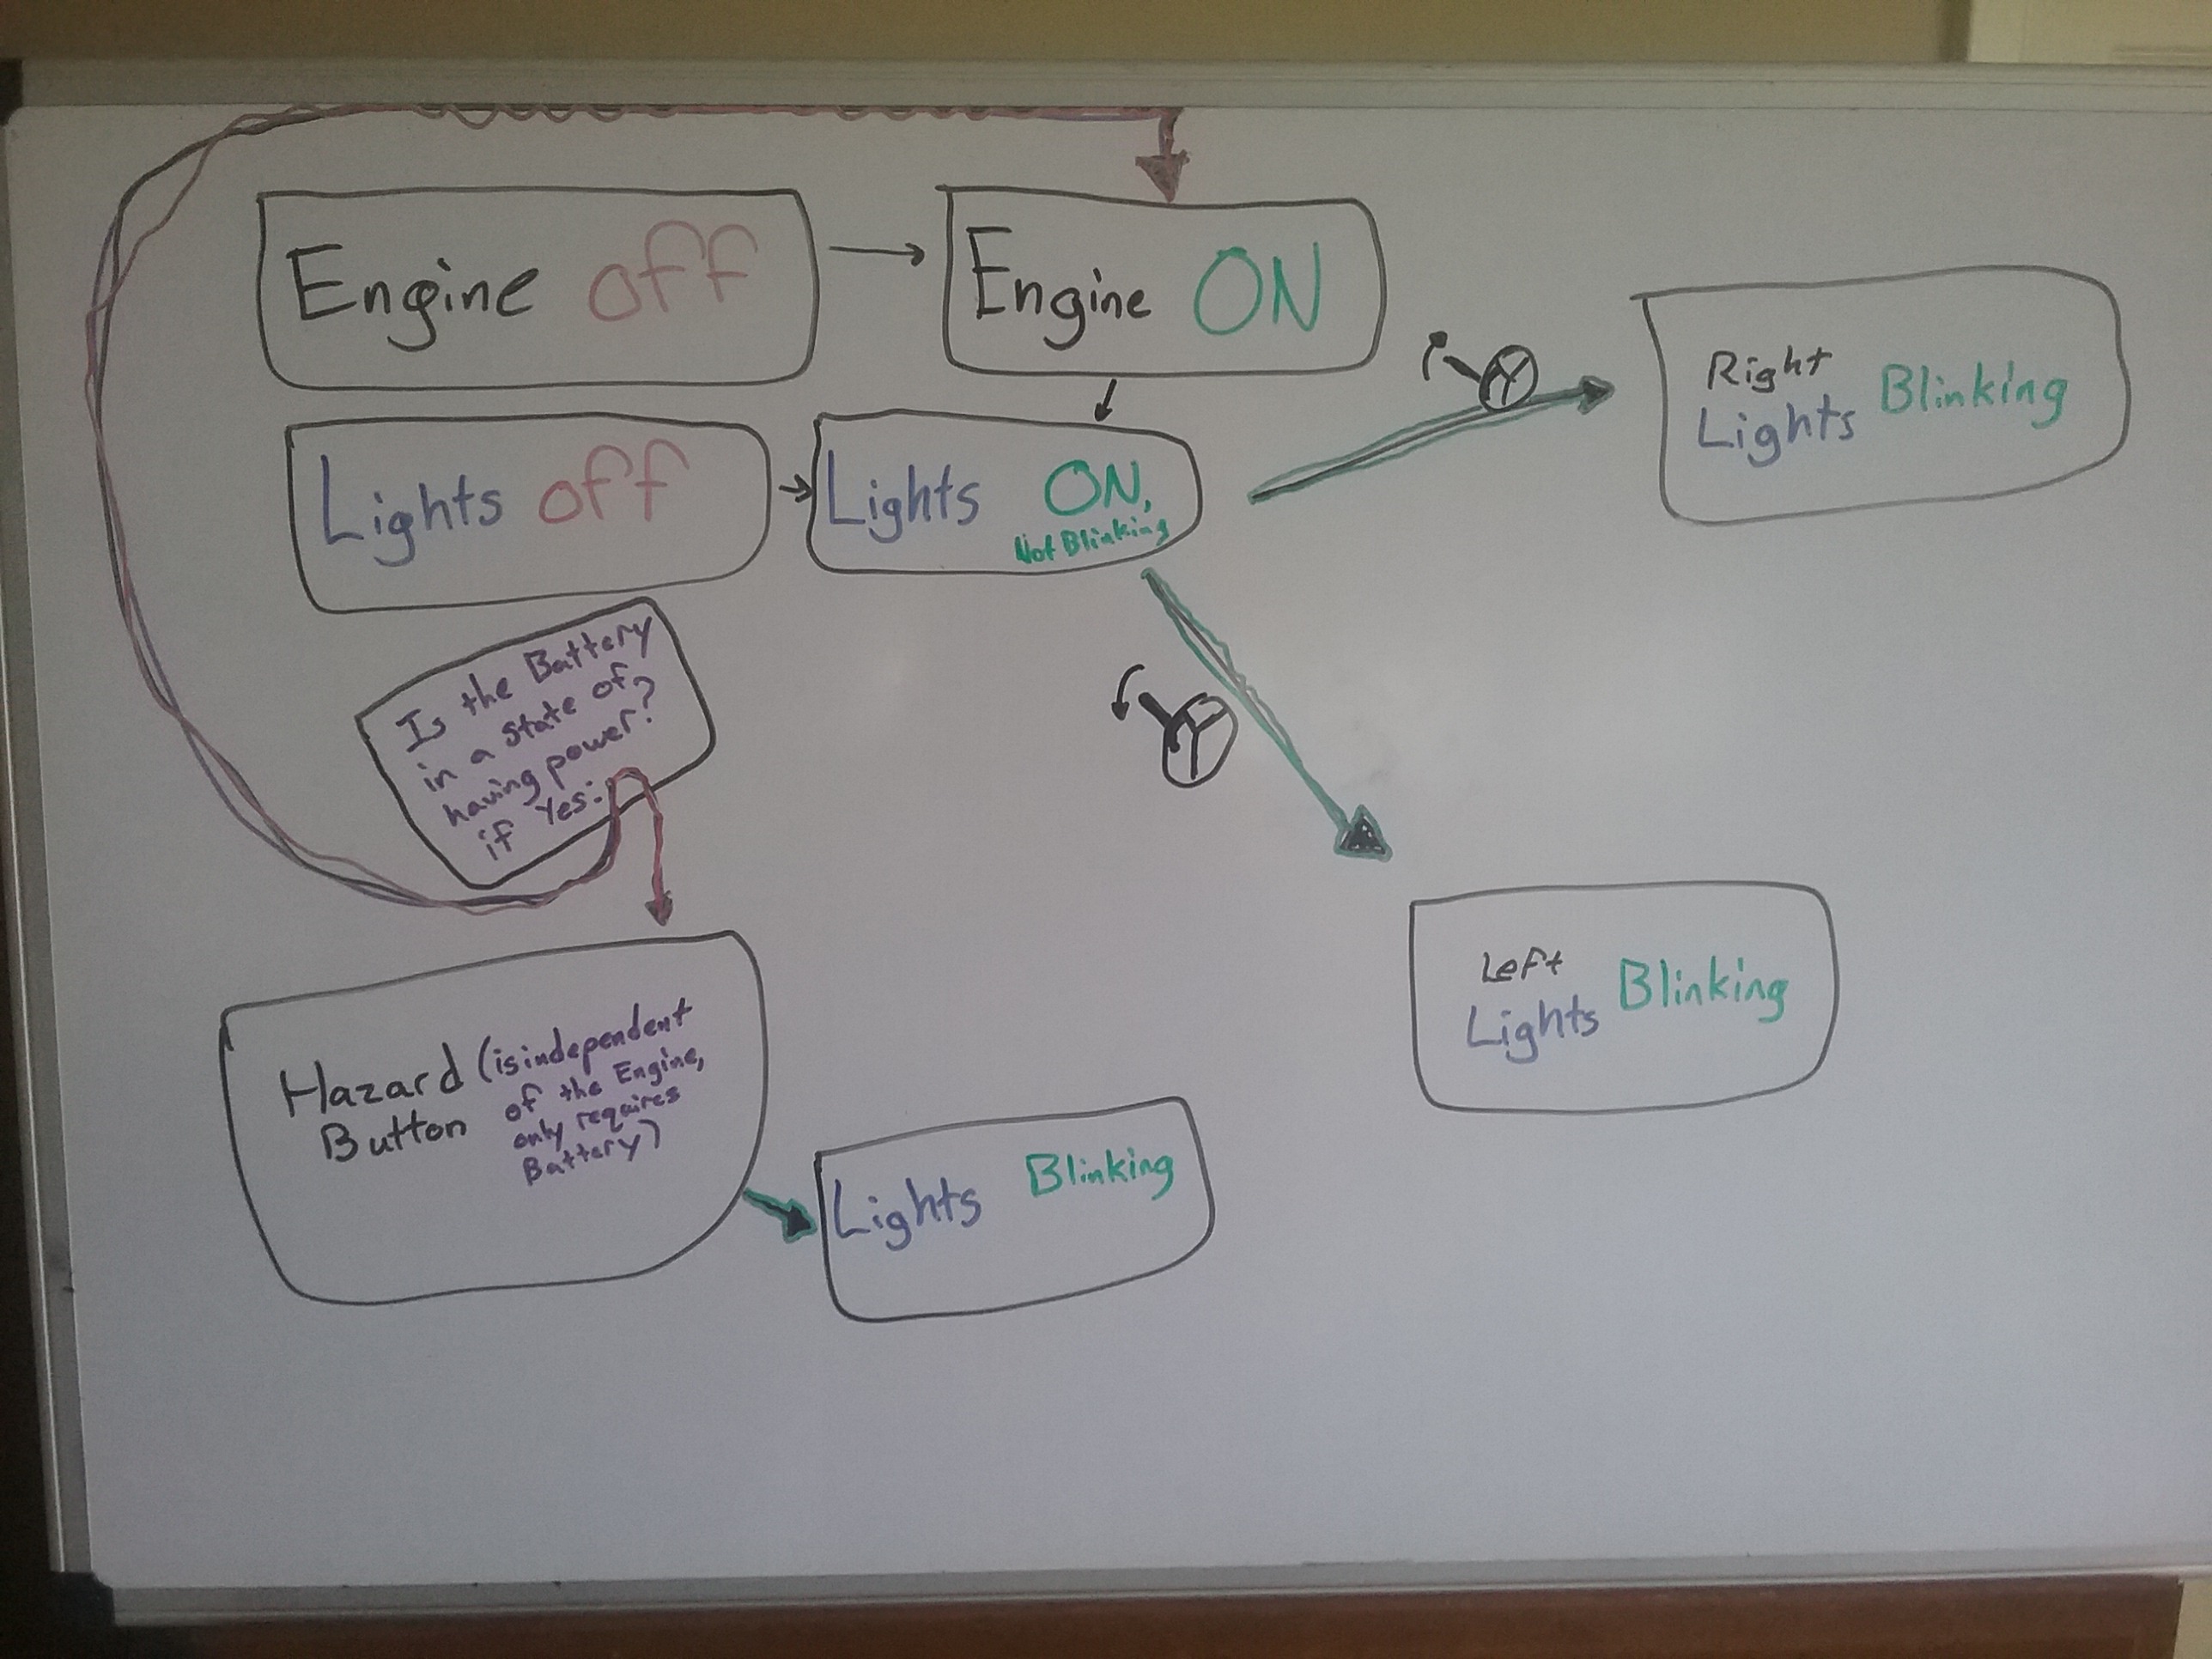 Engine off
Engine ON
Lights off
Lights ON,
Not Blinking
Right
Lights Blinking
Is the Battery
in a state of
having power?
if Yes:
Left
Lights Blinking
Hazard (is independent
Button of the Engine,
only requires
Battery)
Lights Blinking